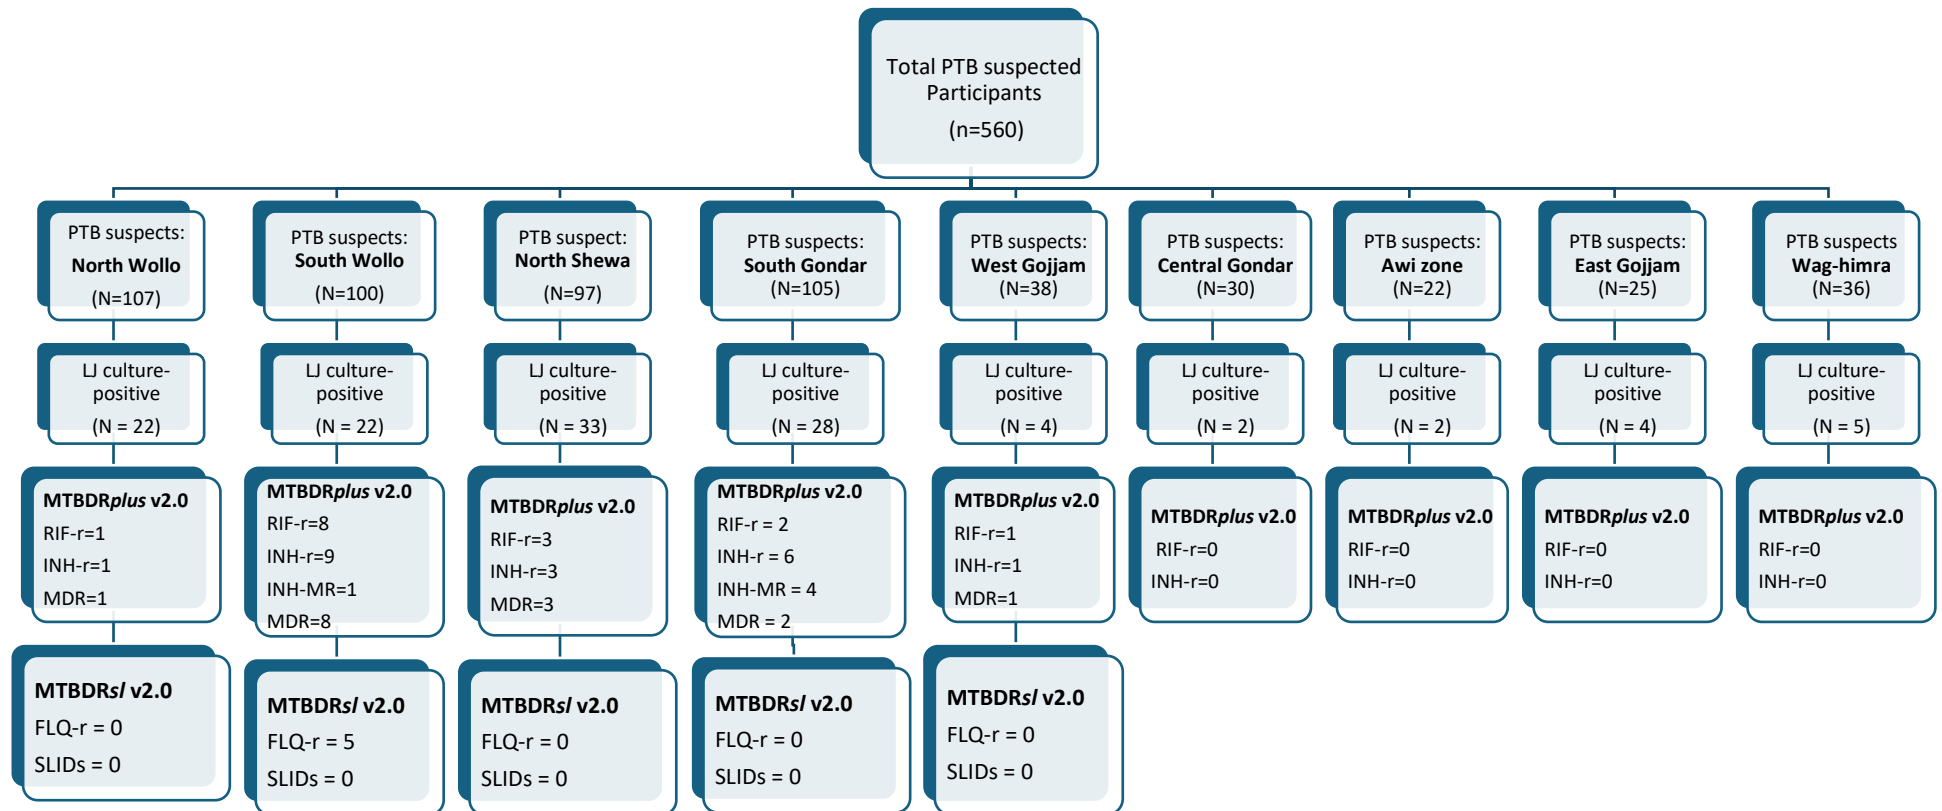 Total PTB suspected
Participants
(n=560)
PTB suspects:
North Wollo
(N=107)
PTB suspects:
South Wollo
(N=100)
PTB suspect:
North Shewa
(N=97)
PTB suspects:
South Gondar
(N=105)
PTB suspects:
West Gojjam
(N=38)
PTB suspects:
Central Gondar
(N=30)
PTB suspects:
Awi zone
(N=22)
PTB suspects:
East Gojjam
(N=25)
PTB suspects
Wag-himra
(N=36)
LJ culture-
positive
(N = 22)
LJ culture-
positive
(N = 22)
LJ culture-
positive
(N = 33)
LJ culture-
positive
(N = 28)
LJ culture-
positive
(N = 4)
LJ culture-
positive
(N = 2)
LJ culture-
positive
(N = 2)
LJ culture-
positive
(N = 4)
LJ culture-
positive
(N = 5)
MTBDRplus v2.0
RIF-r=1
INH-r=1
MDR=1
MTBDRplus v2.0
RIF-r=8
INH-r=9
INH-MR=1
MDR=8
MTBDRplus v2.0
RIF-r=3
INH-r=3
MDR=3
MTBDRplus v2.0
RIF-r = 2
INH-r = 6
INH-MR = 4
MDR = 2
MTBDRplus v2.0
RIF-r=1
INH-r=1
MDR=1
MTBDRplus v2.0
RIF-r=0
INH-r=0
MTBDRplus v2.0
RIF-r=0
INH-r=0
MTBDRplus v2.0
RIF-r=0
INH-r=0
MTBDRplus v2.0
RIF-r=0
INH-r=0
MTBDRsl v2.0
FLQ-r = 0
SLIDs = 0
MTBDRsl v2.0
FLQ-r = 5
SLIDs = 0
MTBDRsl v2.0
FLQ-r = 0
SLIDs = 0
MTBDRsl v2.0
FLQ-r = 0
SLIDs = 0
MTBDRsl v2.0
FLQ-r = 0
SLIDs = 0